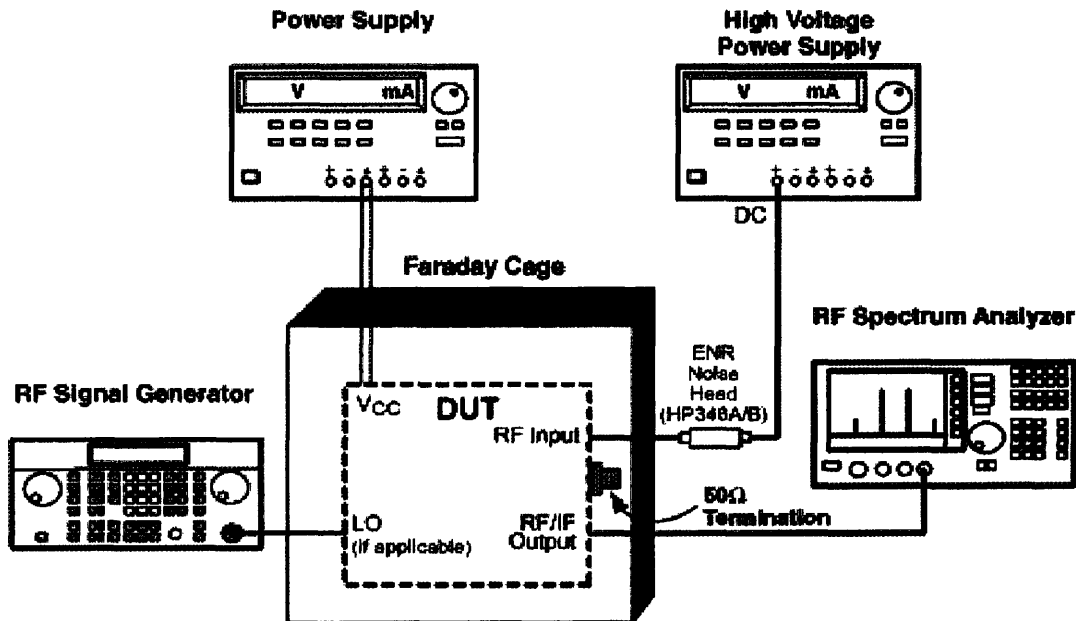 Power Supply
High Voltage
Power Supply
V mA
V mA
+ - + + - +
+ - + + - +
DC
Faraday Cage
RF Spectrum Analyzer
ENR
Noise
Head
(HP346A/B)
RF Signal Generator
VCC
DUT
RF Input
50Ω
Termination
LO
(if applicable)
RF/IF
Output